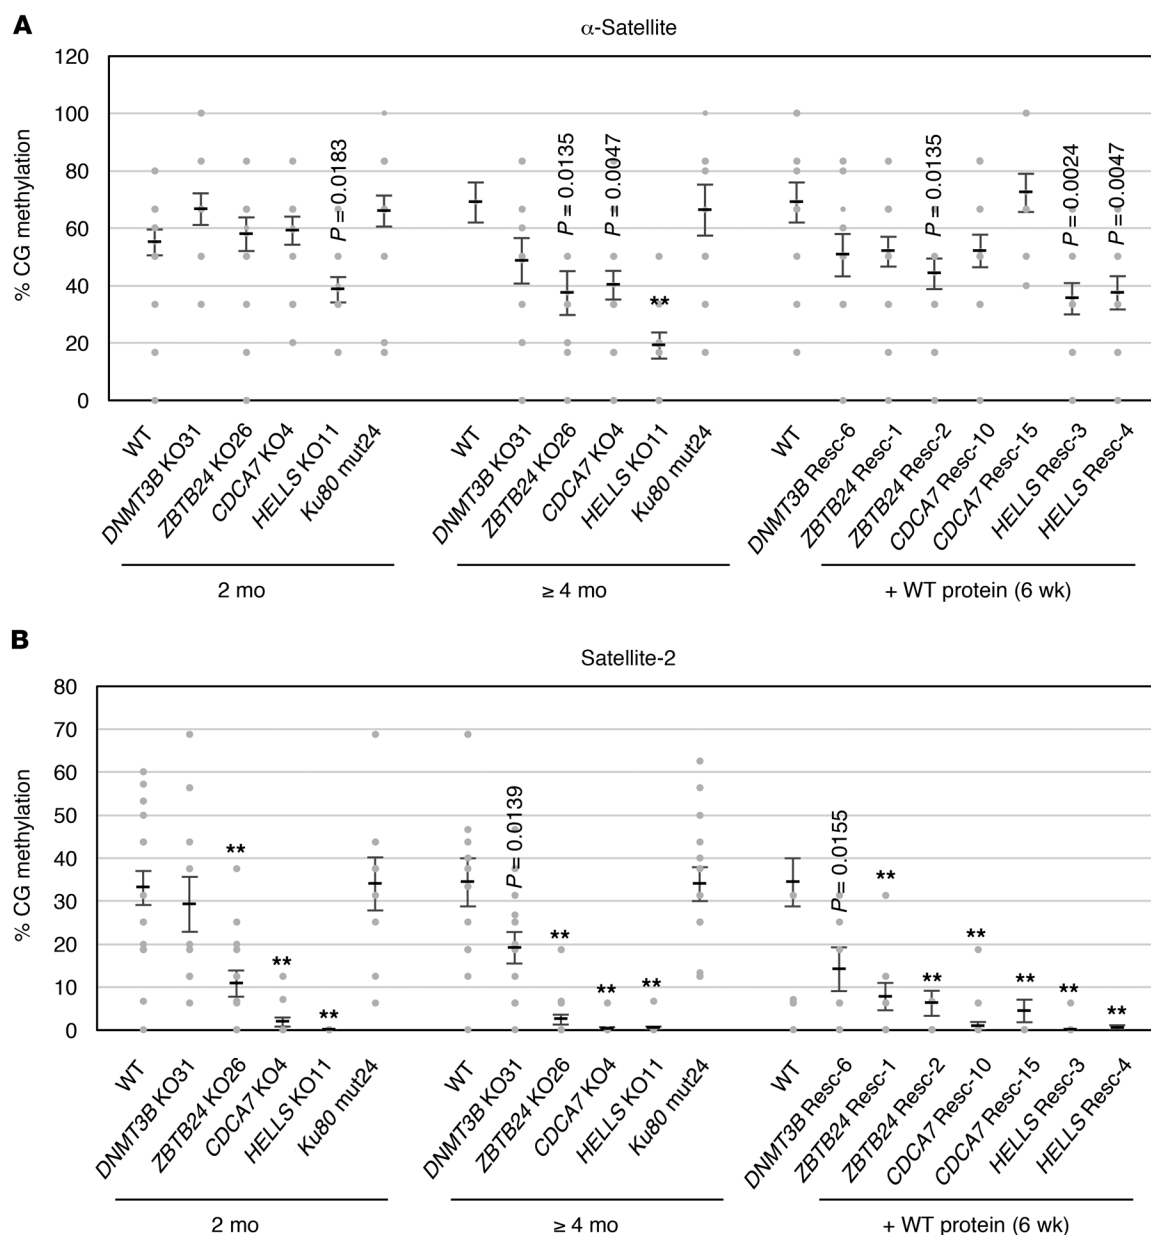 A
α-Satellite
% CG methylation
120
100
80
60
40
20
0
P = 0.0183
P = 0.0135
P = 0.0047
**
P = 0.0135
P = 0.0024
P = 0.0047
WT
DNMT3B KO31
ZBTB24 KO26
CDCA7 KO4
HELLS KO11
Ku80 mut24
WT
DNMT3B KO31
ZBTB24 KO26
CDCA7 KO4
HELLS KO11
Ku80 mut24
WT
DNMT3B Resc-6
ZBTB24 Resc-1
ZBTB24 Resc-2
CDCA7 Resc-10
CDCA7 Resc-15
HELLS Resc-3
HELLS Resc-4
2 mo
≥ 4 mo
+ WT protein (6 wk)
B
Satellite-2
% CG methylation
80
70
60
50
40
30
20
10
0
**
**
**
P = 0.0139
**
**
**
P = 0.0155
**
**
**
**
**
**
WT
DNMT3B KO31
ZBTB24 KO26
CDCA7 KO4
HELLS KO11
Ku80 mut24
WT
DNMT3B KO31
ZBTB24 KO26
CDCA7 KO4
HELLS KO11
Ku80 mut24
WT
DNMT3B Resc-6
ZBTB24 Resc-1
ZBTB24 Resc-2
CDCA7 Resc-10
CDCA7 Resc-15
HELLS Resc-3
HELLS Resc-4
2 mo
≥ 4 mo
+ WT protein (6 wk)